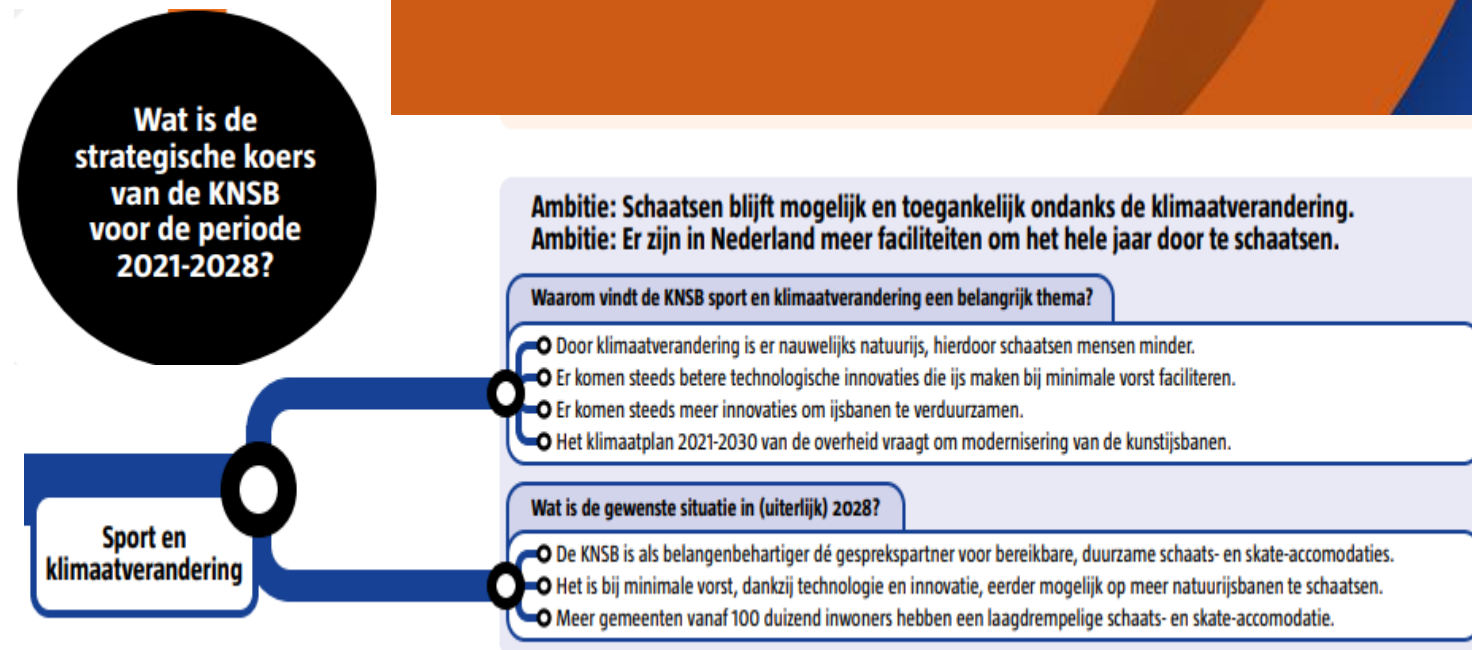 Wat is de
strategische koers
van de KNSB
voor de periode
2021-2028?
Ambitie: Schaatsen blijft mogelijk en toegankelijk ondanks de klimaatverandering.
Ambitie: Er zijn in Nederland meer faciliteiten om het hele jaar door te schaatsen.
Waarom vindt de KNSB sport en klimaatverandering een belangrijk thema?
Door klimaatverandering is er nauwelijks natuurijs, hierdoor schaatsen mensen minder.
Er komen steeds betere technologische innovaties die ijs maken bij minimale vorst faciliteren.
Er komen steeds meer innovaties om ijsbanen te verduurzamen.
Het klimaatplan 2021-2030 van de overheid vraagt om modernisering van de kunstijsbanen.
Sport en
klimaatverandering
Wat is de gewenste situatie in (uiterlijk) 2028?
De KNSB is als belangenbehartiger dé gesprekspartner voor bereikbare, duurzame schaats- en skate-accomodaties.
Het is bij minimale vorst, dankzij technologie en innovatie, eerder mogelijk op meer natuurijsbanen te schaatsen.
Meer gemeenten vanaf 100 duizend inwoners hebben een laagdrempelige schaats- en skate-accomodatie.